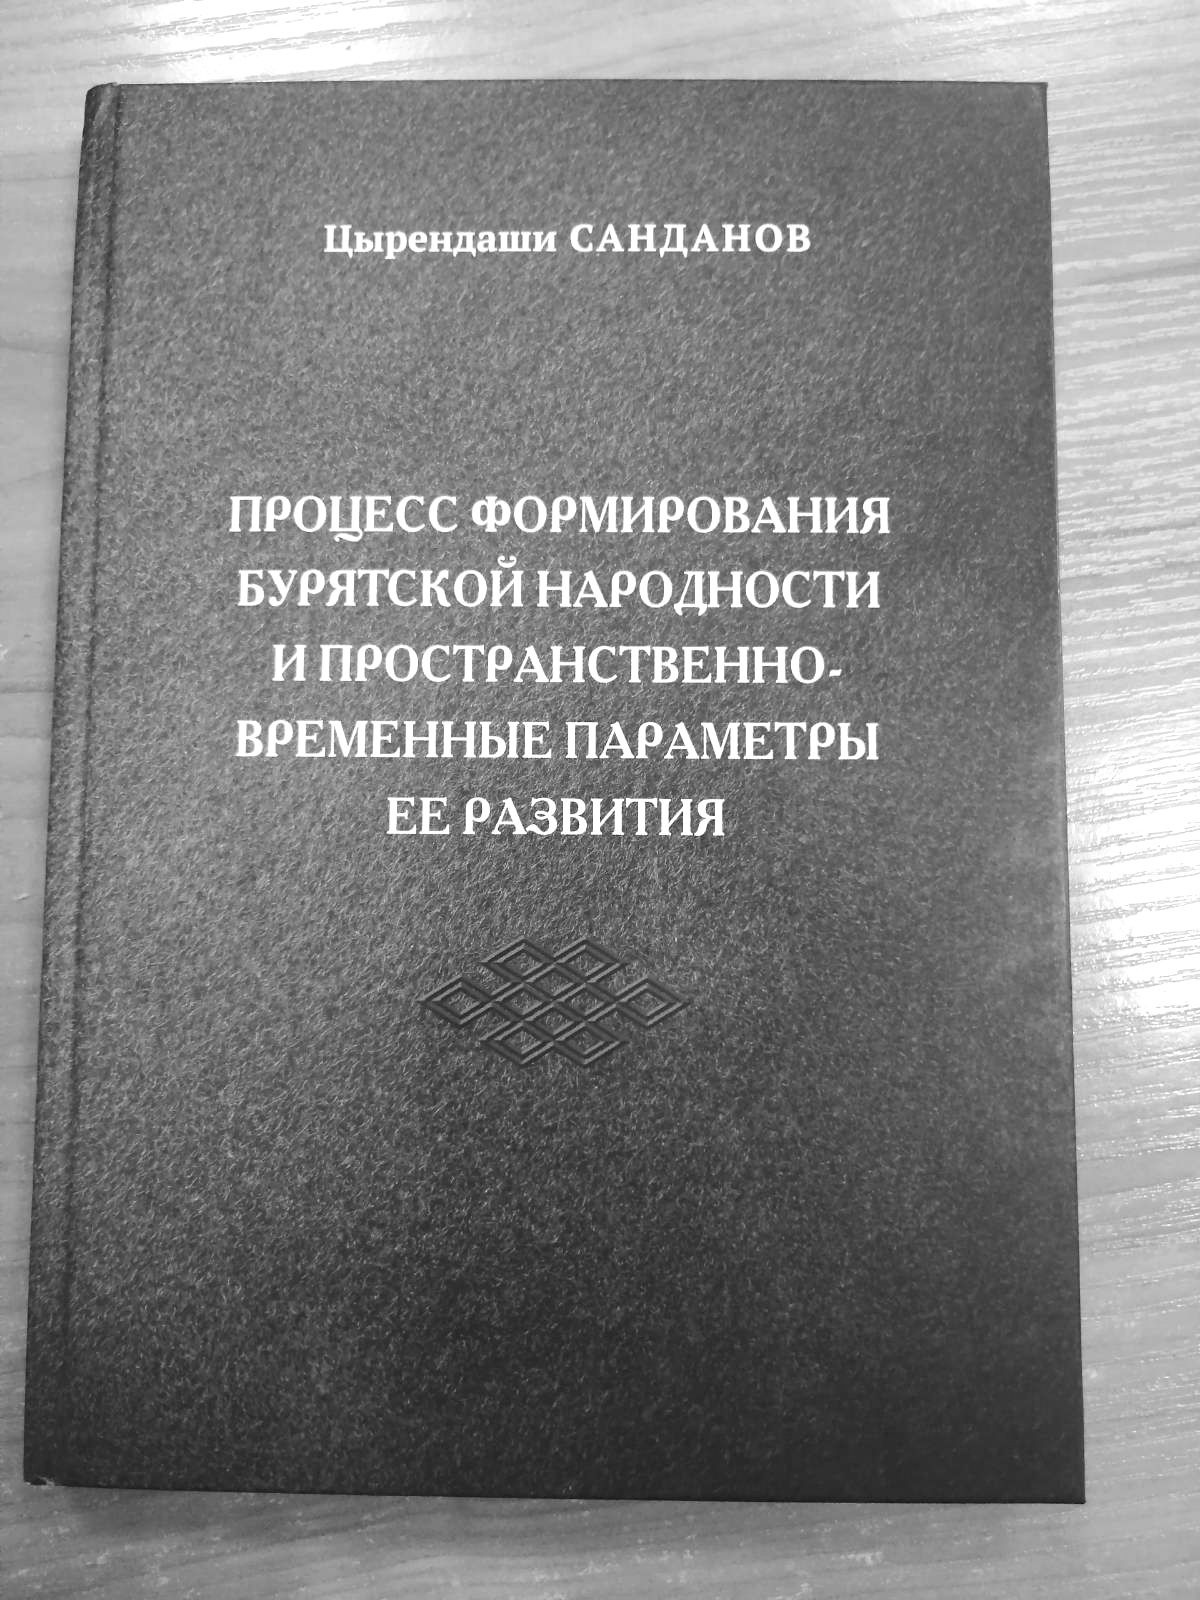 Цырендаши САНДАНОВ
ПРОЦЕСС ФОРМИРОВАНИЯ
БУРЯТСКОЙ НАРОДНОСТИ
И ПРОСТРАНСТВЕННО-
ВРЕМЕННЫЕ ПАРАМЕТРЫ
ЕЕ РАЗВИТИЯ